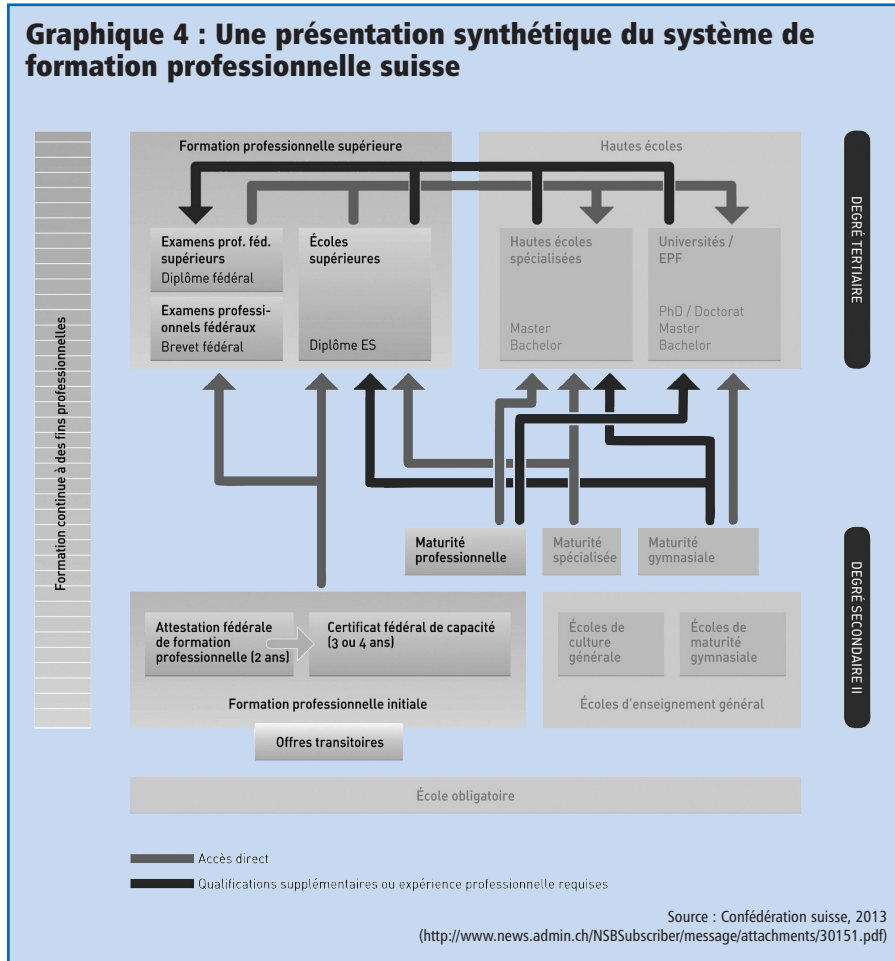 Graphique 4 : Une présentation synthétique du système de
formation professionnelle suisse
Formation continue à des fins professionnelles
Formation professionnelle supérieure
Hautes écoles
Examens prof. féd.
supérieurs
Diplôme fédéral
Examens professi-
onnels fédéraux
Brevet fédéral
Écoles
supérieures
Diplôme ES
Hautes écoles
spécialisées
Master
Bachelor
Universités /
EPF
PhD / Doctorat
Master
Bachelor
DEGRÉ TERTIAIRE
Maturité
professionnelle
Maturité
spécialisée
Maturité
gymnasiale
Attestation fédérale
de formation
professionnelle (2 ans)
Certificat fédéral de capacité
(3 ou 4 ans)
Formation professionnelle initiale
Offres transitoires
Écoles de
culture
générale
Écoles de
maturité
gymnasiale
Écoles d'enseignement général
DEGRÉ SECONDAIRE II
École obligatoire
Accès direct
Qualifications supplémentaires ou expérience professionnelle requises
Source : Confédération suisse, 2013
(http://www.news.admin.ch/NSBSubscriber/message/attachments/30151.pdf)